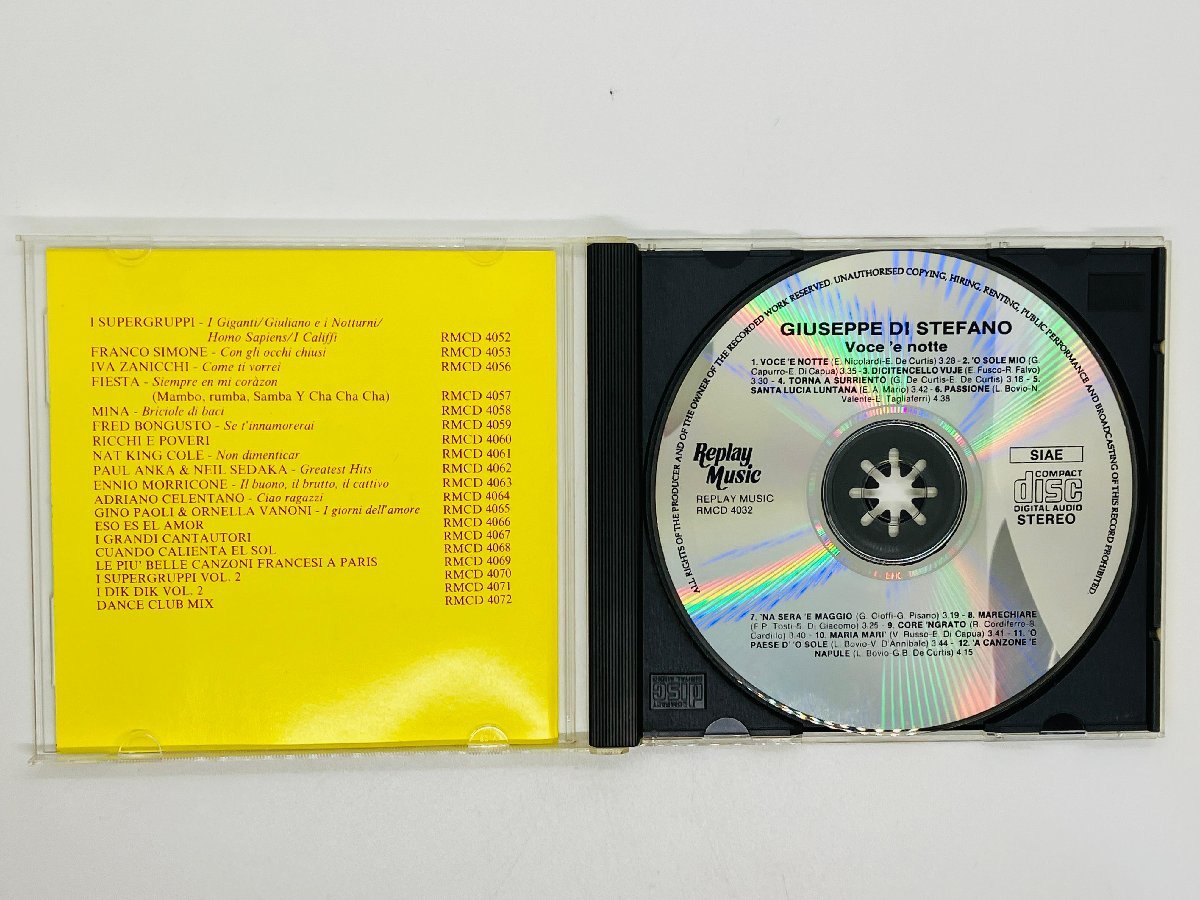 I SUPERGRUPPI - I Giganti/Giuliano e i Notturni/
Homo Sapiens/I Califfi RMCD 4052
FRANCO SIMONE - Con gli occhi chiusi RMCD 4053
IVA ZANICCHI - Come ti vorrei RMCD 4056
FIESTA - Siempre en mi coràzon
(Mambo, rumba, Samba Y Cha Cha Cha) RMCD 4057
MINA - Briciole di baci RMCD 4058
FRED BONGUSTO - Se t'innamorerai RMCD 4059
RICCHI E POVERI RMCD 4060
NAT KING COLE - Non dimenticar RMCD 4061
PAUL ANKA & NEIL SEDAKA - Greatest Hits RMCD 4062
ENNIO MORRICONE - Il buono, il brutto, il cattivo RMCD 4063
ADRIANO CELENTANO - Ciao ragazzi RMCD 4064
GINO PAOLI & ORNELLA VANONI - I giorni dell'amore RMCD 4065
ESO ES EL AMOR RMCD 4066
I GRANDI CANTAUTORI RMCD 4067
CUANDO CALIENTA EL SOL RMCD 4068
LE PIU' BELLE CANZONI FRANCESI A PARIS RMCD 4069
I SUPERGRUPPI VOL. 2 RMCD 4070
I DIK DIK VOL. 2 RMCD 4071
DANCE CLUB MIX RMCD 4072
ALL RIGHTS OF THE PRODUCER AND OF THE OWNER OF THE RECORDED WORK RESERVED. UNAUTHORISED COPYING, HIRING, RENTING, PUBLIC PERFORMANCE AND BROADCASTING OF THIS RECORD PROHIBITED
GIUSEPPE DI STEFANO
Voce 'e notte
1. VOCE 'E NOTTE (E. Nicolardi-E. De Curtis) 3.28 - 2. 'O SOLE MIO (G.
Capurro-E. Di Capua) 3.35 - 3. DICITENCELLO VUJE (E. Fusco-R. Falvo)
3.30 - 4. TORNA A SURRIENTO (G. De Curtis-E. De Curtis) 3.18 - 5.
SANTA LUCIA LUNTANA (E. A. Mario) 3.42 - 6. PASSIONE (L. Bovio-N.
Valente-E. Tagliaferri) 4.38
Replay
Music
REPLAY MUSIC
RMCD 4032
SIAE
COMPACT
disc
DIGITAL AUDIO
STEREO
7. 'NA SERA 'E MAGGIO (G. Cioffi-G. Pisano) 3.19 - 8. MARECHIARE
(F.P. Tosti-S. Di Giacomo) 3.25 - 9. CORE 'NGRATO (R. Cordiferro-S.
Cardillo) 3.40 - 10. MARIA MARI' (V. Russo-E. Di Capua) 3.41 - 11. 'O
PAESE D' 'O SOLE (L. Bovio-V. D'Annibale) 3.44 - 12. 'A CANZONE 'E
NAPULE (L. Bovio-G.B. De Curtis) 4.15
COMPACT
disc
DIGITAL AUDIO